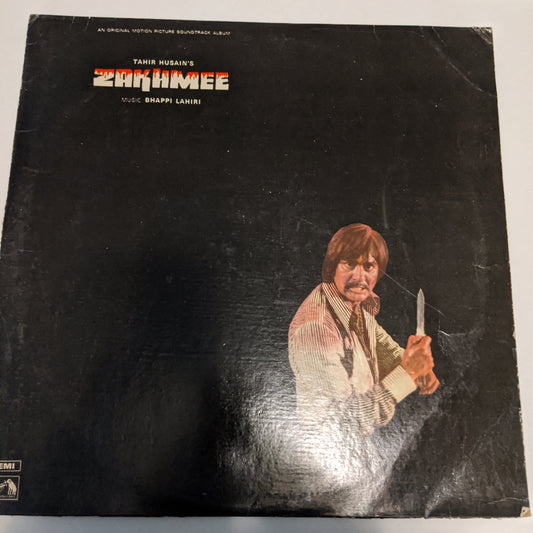 AN ORIGINAL MOTION PICTURE SOUNDTRACK ALBUM
TAHIR HUSAIN'S
ZAKHMEE
MUSIC BHAPPI LAHIRI
EMI